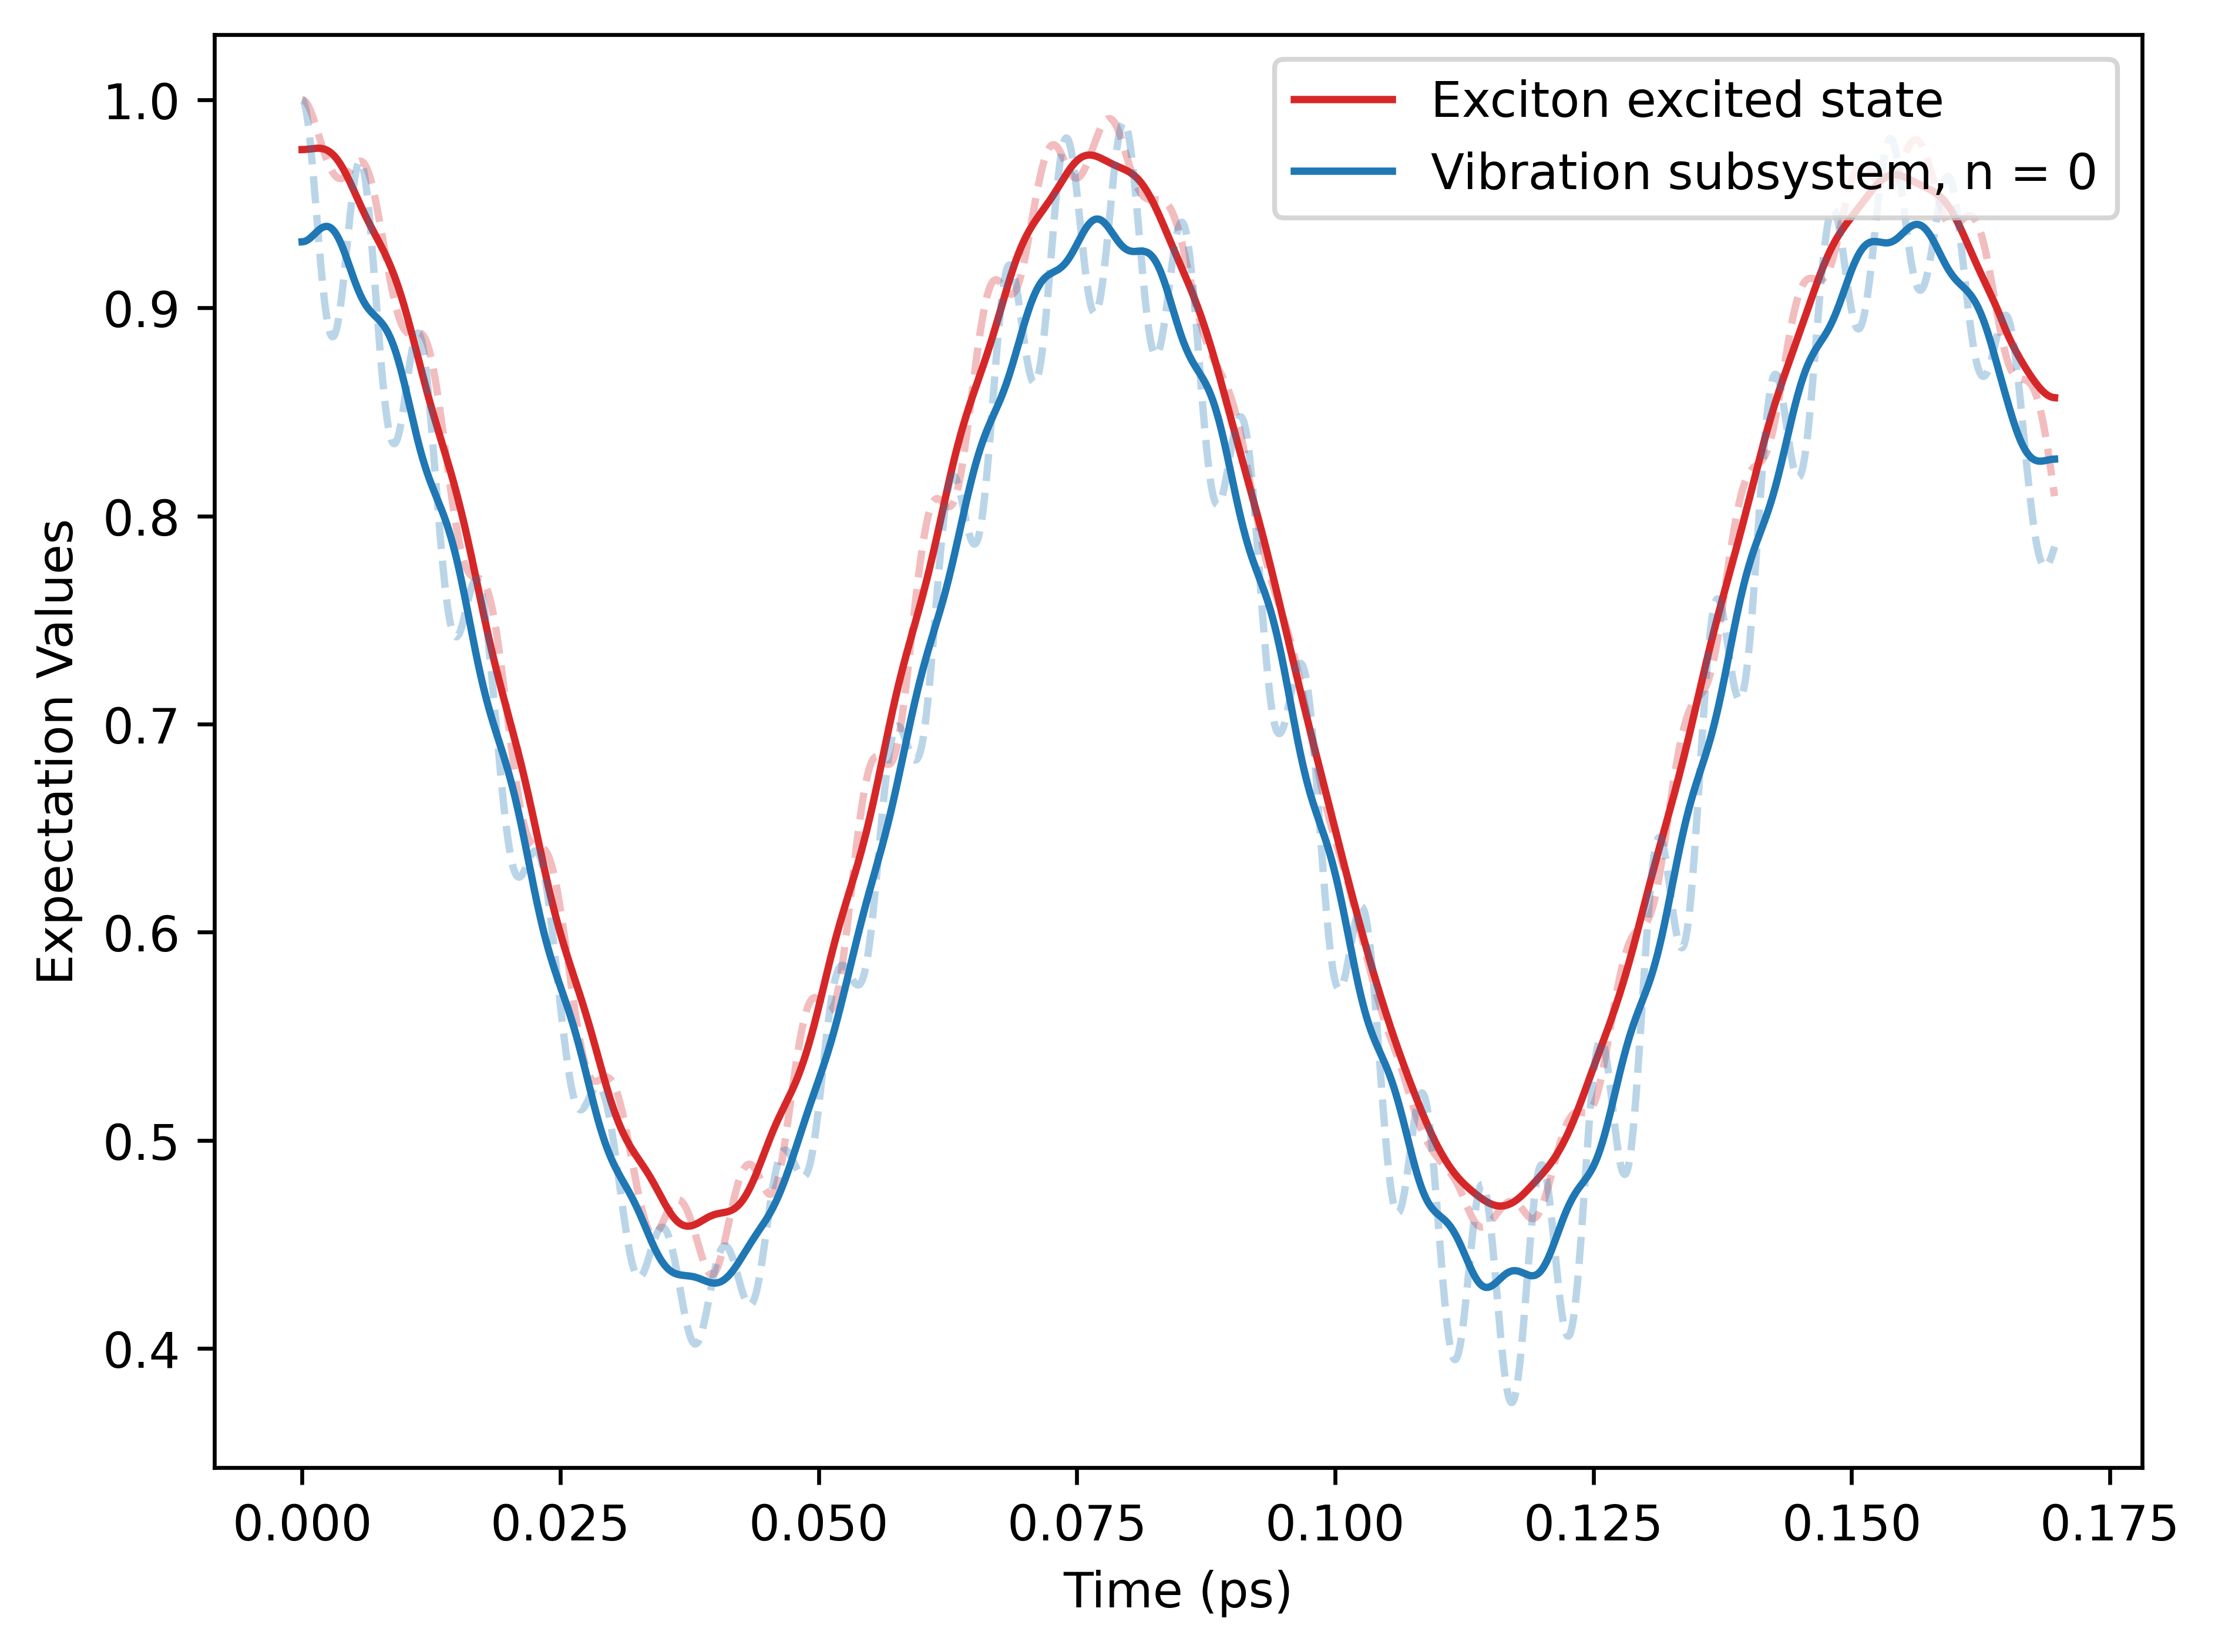 Exciton excited state
Vibration subsystem, n = 0
1.0
0.9
0.8
0.7
0.6
0.5
0.4
Expectation Values
0.000 0.025 0.050 0.075 0.100 0.125 0.150 0.175
Time (ps)